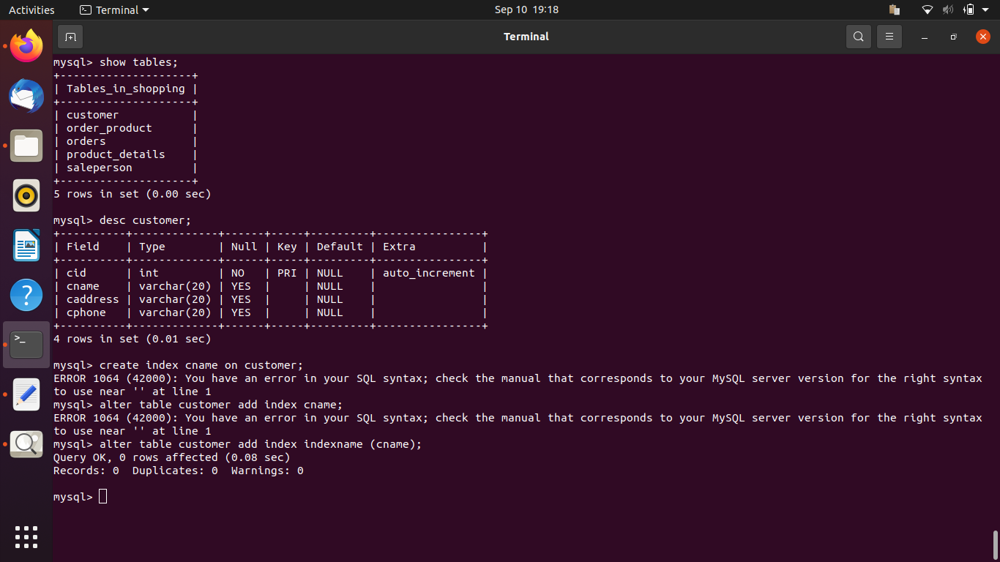 Activities Terminal Sep 10 19:18
Terminal
mysql> show tables;
+--------------------+
| Tables_in_shopping |
+--------------------+
| customer           |
| order_product      |
| orders             |
| product_details    |
| saleperson         |
+--------------------+
5 rows in set (0.00 sec)

mysql> desc customer;
+----------+-------------+------+-----+---------+----------------+
| Field    | Type        | Null | Key | Default | Extra          |
+----------+-------------+------+-----+---------+----------------+
| cid      | int         | NO   | PRI | NULL    | auto_increment |
| cname    | varchar(20) | YES  |     | NULL    |                |
| caddress | varchar(20) | YES  |     | NULL    |                |
| cphone   | varchar(20) | YES  |     | NULL    |                |
+----------+-------------+------+-----+---------+----------------+
4 rows in set (0.01 sec)

mysql> create index cname on customer;
ERROR 1064 (42000): You have an error in your SQL syntax; check the manual that corresponds to your MySQL server version for the right syntax
to use near '' at line 1
mysql> alter table customer add index cname;
ERROR 1064 (42000): You have an error in your SQL syntax; check the manual that corresponds to your MySQL server version for the right syntax
to use near '' at line 1
mysql> alter table customer add index indexname (cname);
Query OK, 0 rows affected (0.08 sec)
Records: 0  Duplicates: 0  Warnings: 0

mysql>